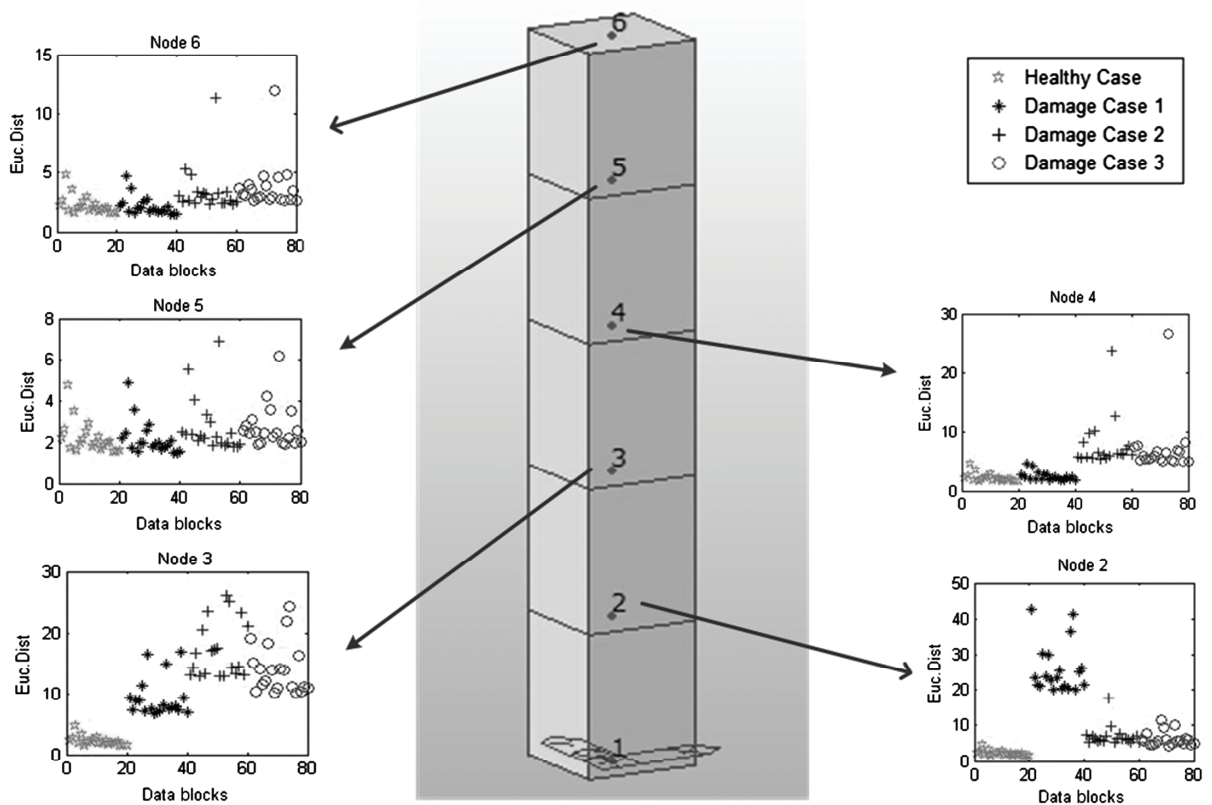 Node 6
15
10
5
0
Euc.Dist
0 20 40 60 80
Data blocks
Node 5
8
6
4
2
0
Euc.Dist
0 20 40 60 80
Data blocks
Node 3
30
20
10
0
Euc.Dist
0 20 40 60 80
Data blocks
6
5
4
3
2
1
Healthy Case
Damage Case 1
Damage Case 2
Damage Case 3
Node 4
30
20
10
0
Euc.Dist
0 20 40 60 80
Data blocks
Node 2
50
40
30
20
10
0
Euc.Dist
0 20 40 60 80
Data blocks